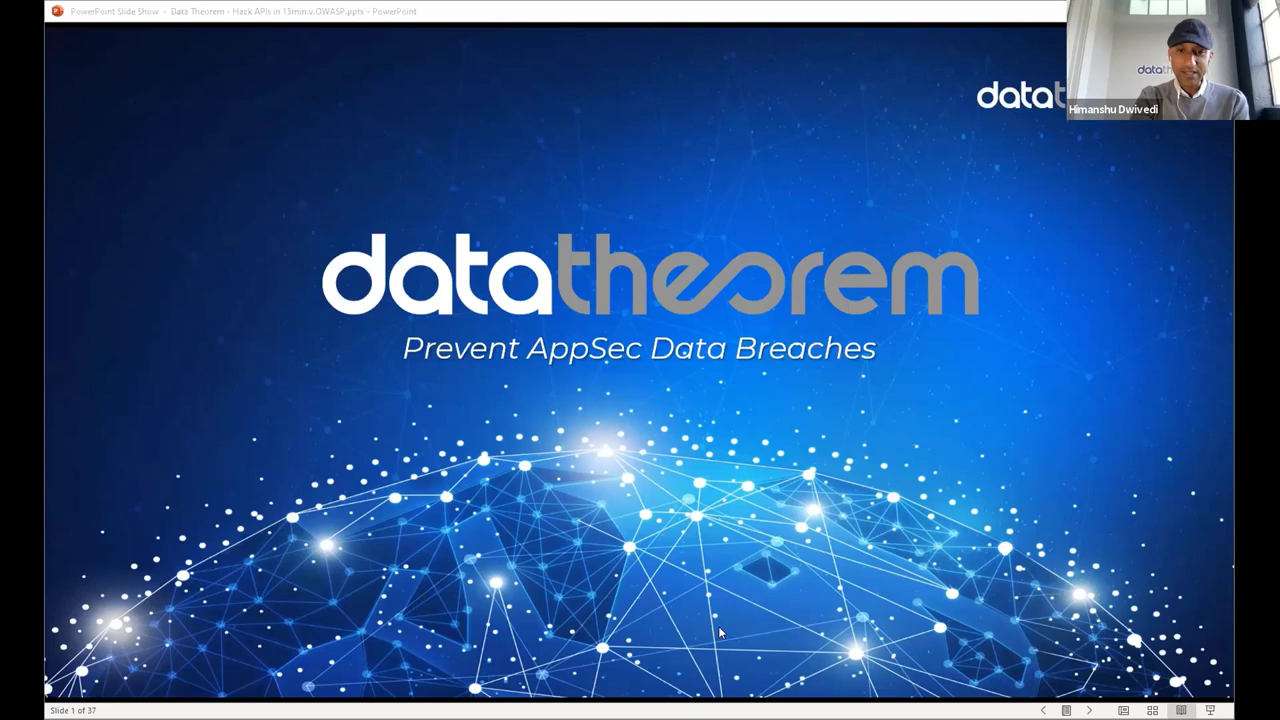 PowerPoint Slide Show - Data Theorem - Hack APIs in 15min.v.OWASP.pptx - PowerPoint
datat
datath
Himanshu Dwivedi
datatheorem
Prevent AppSec Data Breaches
Slide 1 of 37